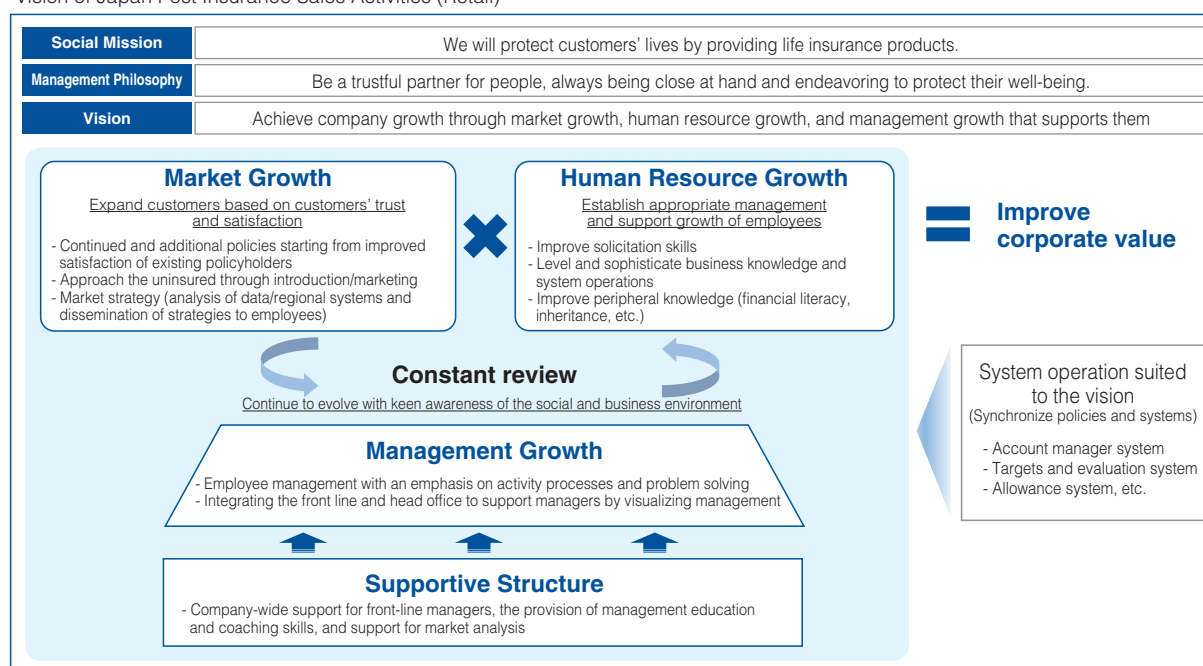 Vision of Japan Post Insurance Sales Activities (Retail)
Social Mission
We will protect customers' lives by providing life insurance products.
Management Philosophy
Be a trustful partner for people, always being close at hand and endeavoring to protect their well-being.
Vision
Achieve company growth through market growth, human resource growth, and management growth that supports them
Market Growth
Expand customers based on customers' trust
and satisfaction
- Continued and additional policies starting from improved
satisfaction of existing policyholders
- Approach the uninsured through introduction/marketing
- Market strategy (analysis of data/regional systems and
dissemination of strategies to employees)
Human Resource Growth
Establish appropriate management
and support growth of employees
- Improve solicitation skills
- Level and sophisticate business knowledge and
system operations
- Improve peripheral knowledge (financial literacy,
inheritance, etc.)
Improve
corporate value
Constant review
Continue to evolve with keen awareness of the social and business environment
System operation suited
to the vision
(Synchronize policies and systems)
- Account manager system
- Targets and evaluation system
- Allowance system, etc.
Management Growth
- Employee management with an emphasis on activity processes and problem solving
- Integrating the front line and head office to support managers by visualizing management
Supportive Structure
- Company-wide support for front-line managers, the provision of management education
and coaching skills, and support for market analysis